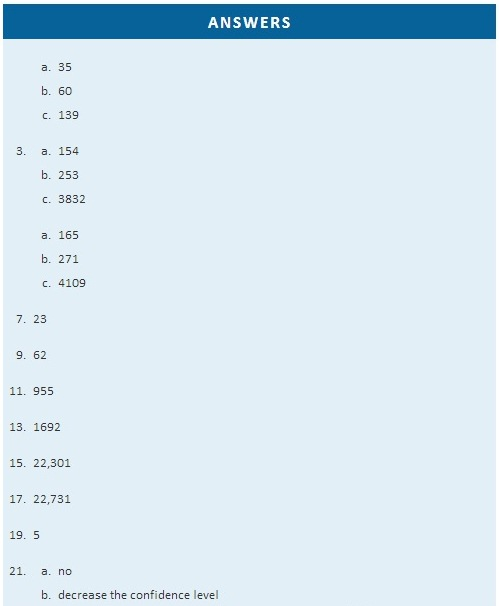 ANSWERS
a. 35
b. 60
c. 139
3. a. 154
b. 253
c. 3832
a. 165
b. 271
c. 4109
7. 23
9. 62
11. 955
13. 1692
15. 22,301
17. 22,731
19. 5
21. a. no
b. decrease the confidence level